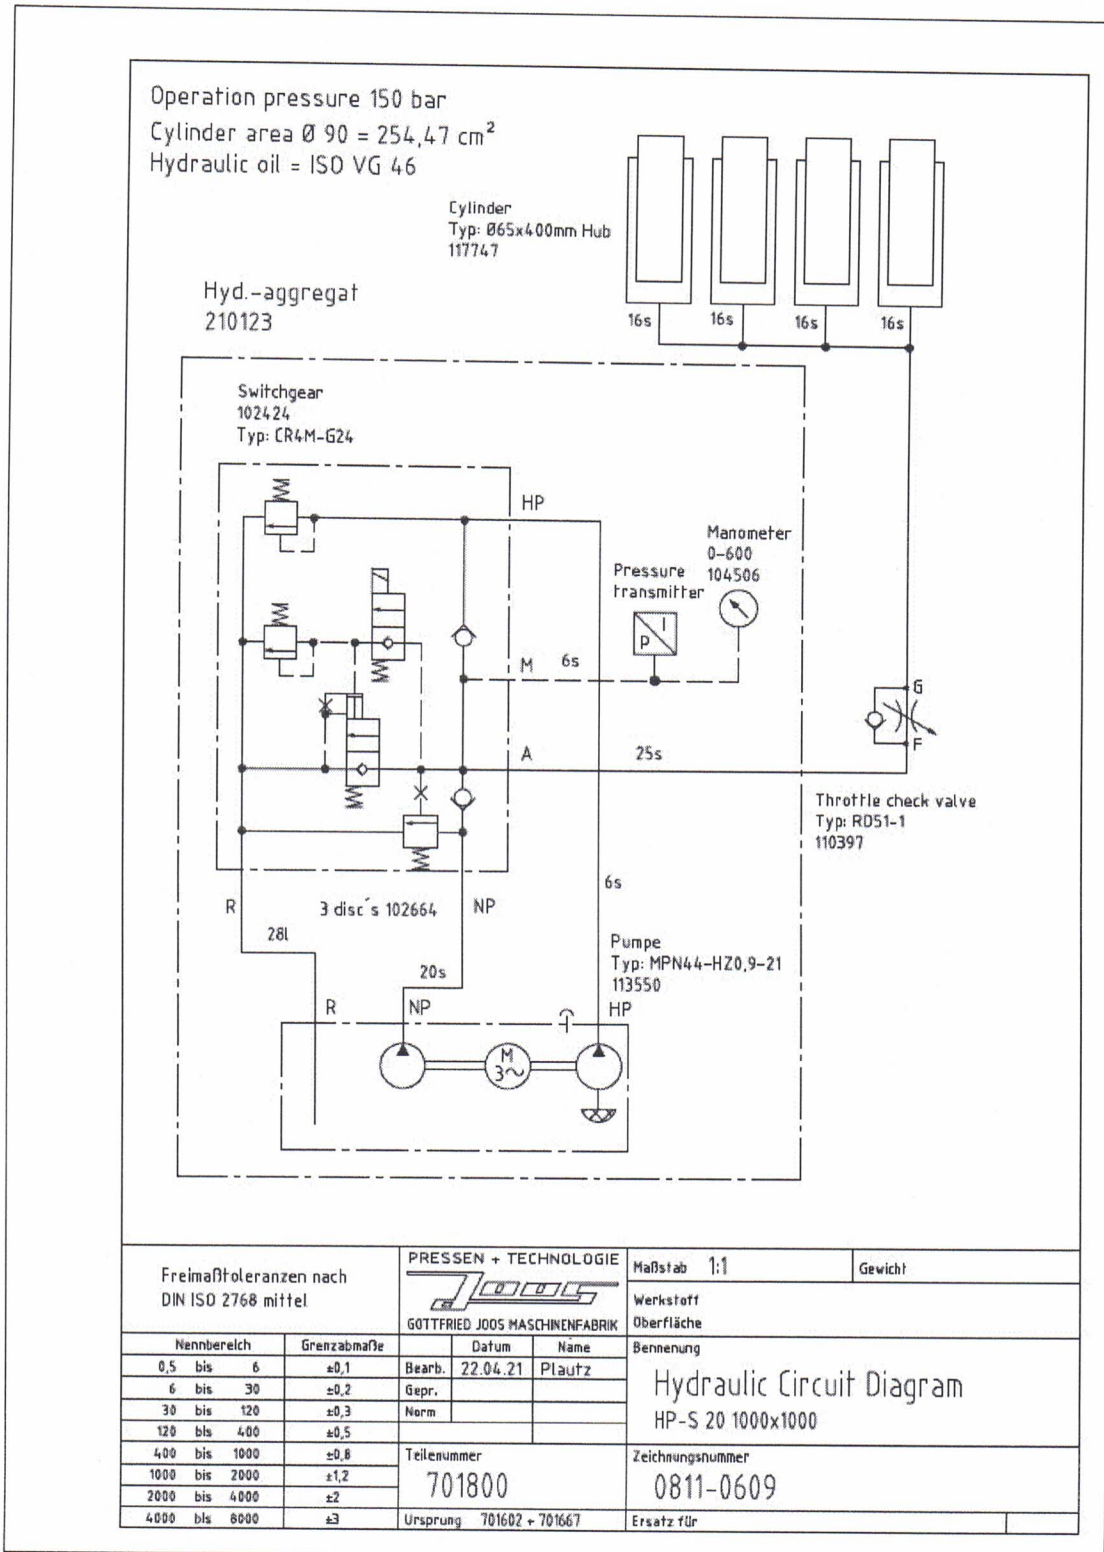 Operation pressure 150 bar
Cylinder area Ø 90 = 254,47 cm²
Hydraulic oil = ISO VG 46
Cylinder
Typ: Ø65x400mm Hub
117747
Hyd.-aggregat
210123
16s
16s
16s
16s
Switchgear
102424
Typ: CR4M-G24
HP
Manometer
0-600
104506
Pressure
transmitter
I
P
M
6s
G
F
A
25s
Throttle check valve
Typ: RD51-1
110397
6s
R
3 disc´s 102664
NP
28l
20s
Pumpe
Typ: MPN44-HZ0,9-21
113550
R
NP
HP
M
3~
Freimaßtoleranzen nach
DIN ISO 2768 mittel
Nennbereich Grenzabmaße
0,5 bis 6 ±0,1
6 bis 30 ±0,2
30 bis 120 ±0,3
120 bis 400 ±0,5
400 bis 1000 ±0,8
1000 bis 2000 ±1,2
2000 bis 4000 ±2
4000 bis 8000 ±3
PRESSEN + TECHNOLOGIE
JOOS
GOTTFRIED JOOS MASCHINENFABRIK
Datum Name
Bearb. 22.04.21 Plautz
Gepr.
Norm
Teilenummer
701800
Ursprung 701602 + 701667
Maßstab 1:1
Gewicht
Werkstoff
Oberfläche
Bennenung
Hydraulic Circuit Diagram
HP-S 20 1000x1000
Zeichnungsnummer
0811-0609
Ersatz für